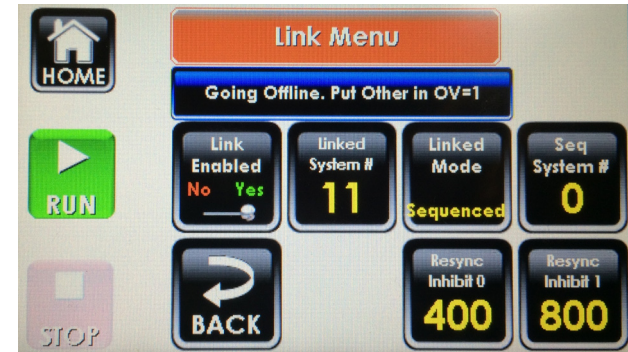 Link Menu
HOME
Going Offline. Put Other in OV=1
Link
Enabled
No Yes
Linked
System #
11
Linked
Mode
Sequenced
Seq
System #
0
RUN
BACK
Resync
Inhibit 0
400
Resync
Inhibit 1
800
STOP